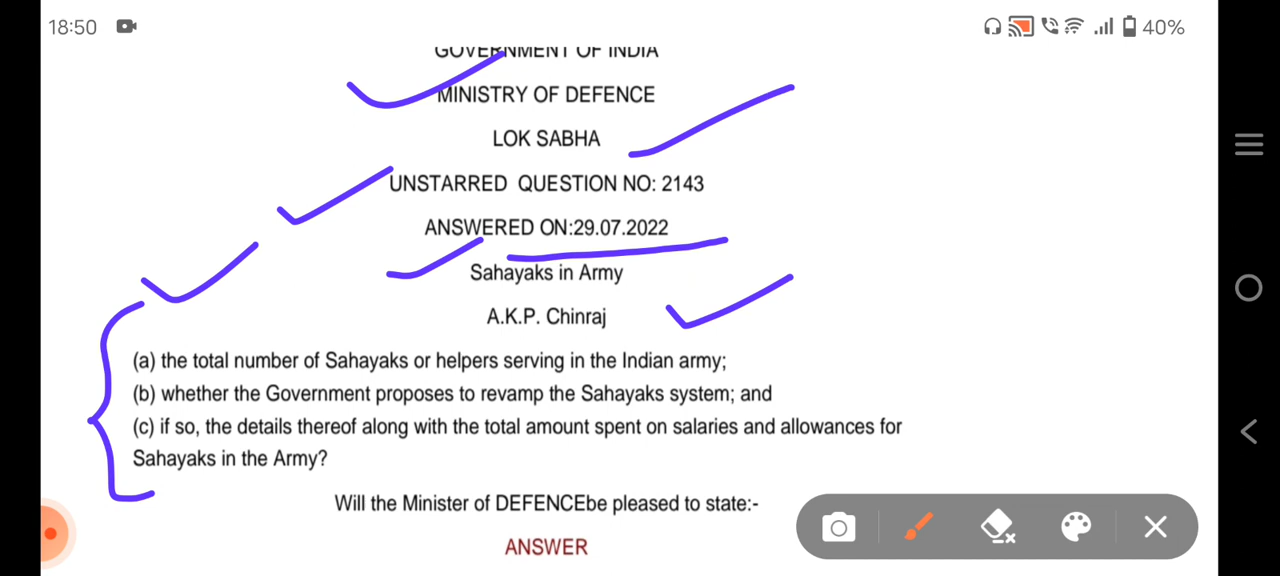 18:50
40%
GOVERNMENT OF INDIA
MINISTRY OF DEFENCE
LOK SABHA
UNSTARRED QUESTION NO: 2143
ANSWERED ON:29.07.2022
Sahayaks in Army
A.K.P. Chinraj
(a) the total number of Sahayaks or helpers serving in the Indian army;
(b) whether the Government proposes to revamp the Sahayaks system; and
(c) if so, the details thereof along with the total amount spent on salaries and allowances for
Sahayaks in the Army?
Will the Minister of DEFENCEbe pleased to state:-
ANSWER